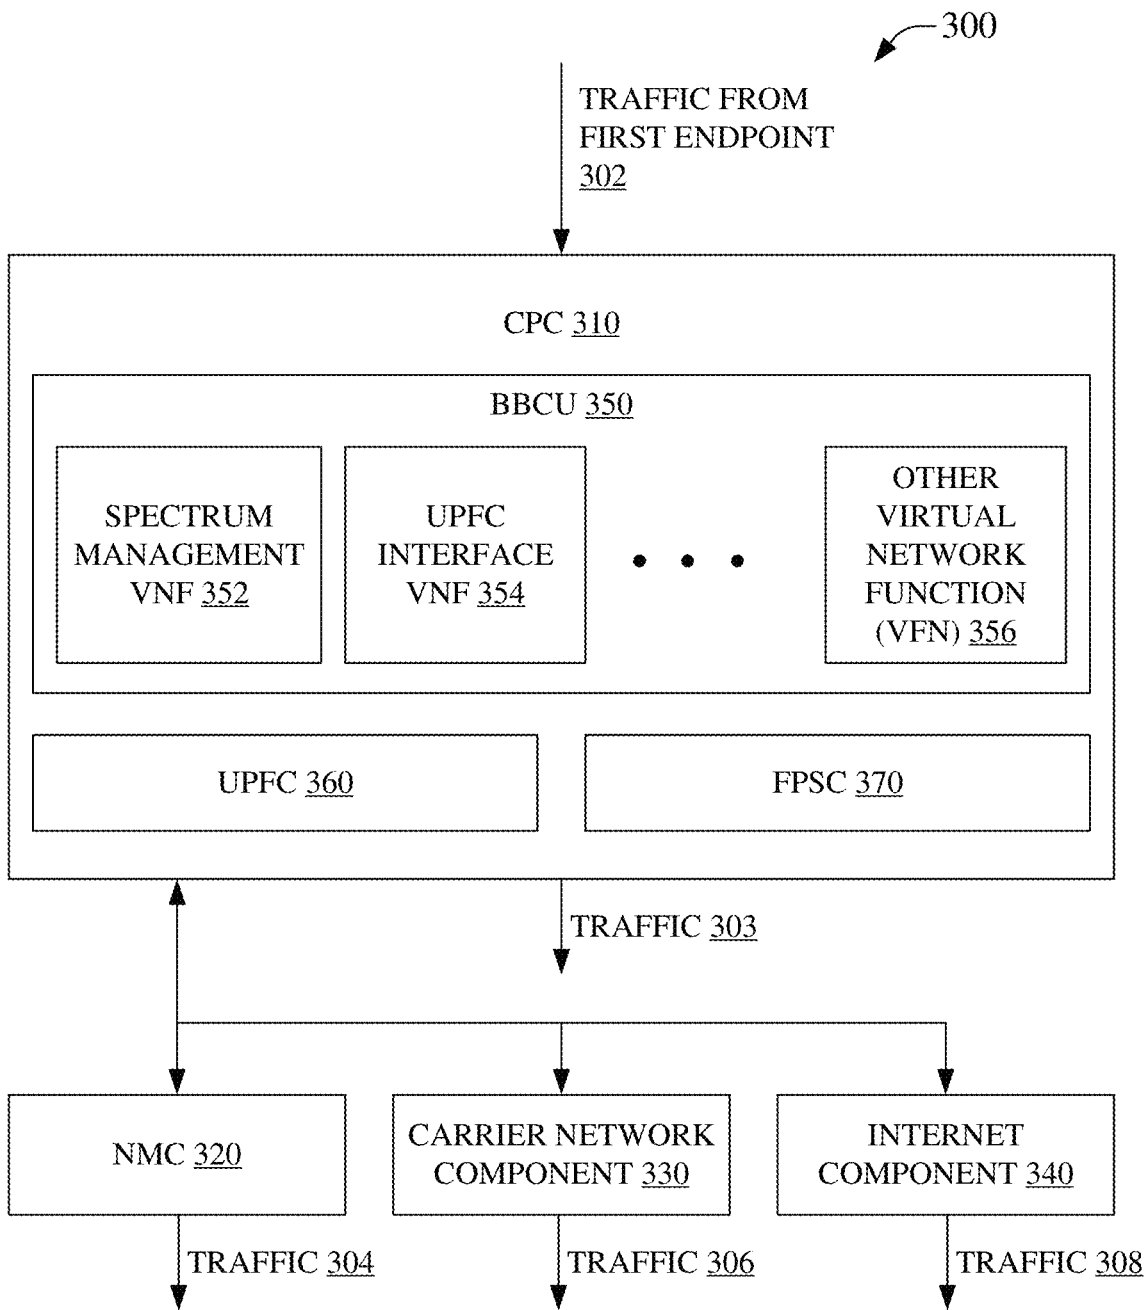 300
TRAFFIC FROM
FIRST ENDPOINT
302
CPC 310
BBCU 350
SPECTRUM
MANAGEMENT
VNF 352
UPFC
INTERFACE
VNF 354
OTHER
VIRTUAL
NETWORK
FUNCTION
(VFN) 356
UPFC 360
FPSC 370
TRAFFIC 303
NMC 320
CARRIER NETWORK
COMPONENT 330
INTERNET
COMPONENT 340
TRAFFIC 304
TRAFFIC 306
TRAFFIC 308